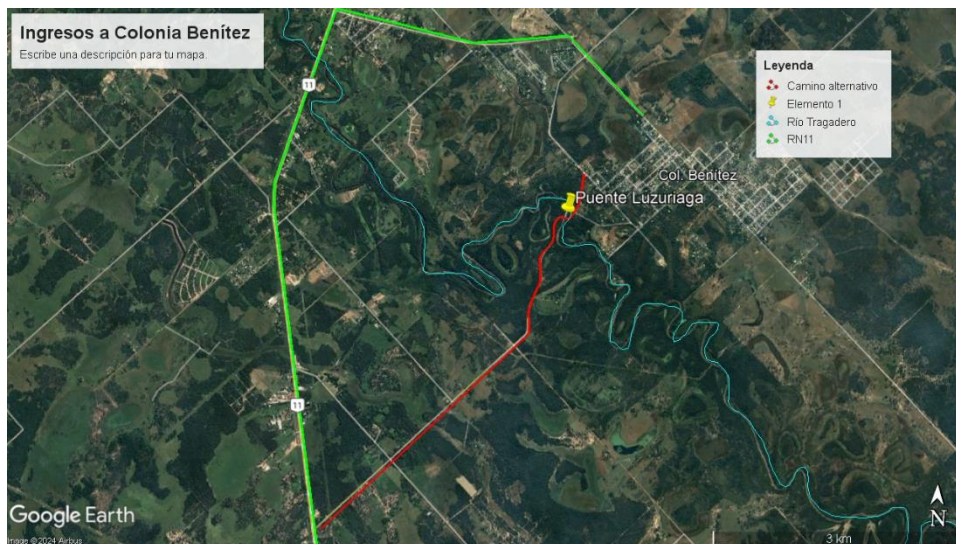 Ingresos a Colonia Benítez
Escribe una descripción para tu mapa.
Leyenda
Camino alternativo
Elemento 1
Río Tragadero
RN11
11
Col. Benítez
Puente Luzuriaga
11
Google Earth
Image © 2024 Airbus
3 km
N